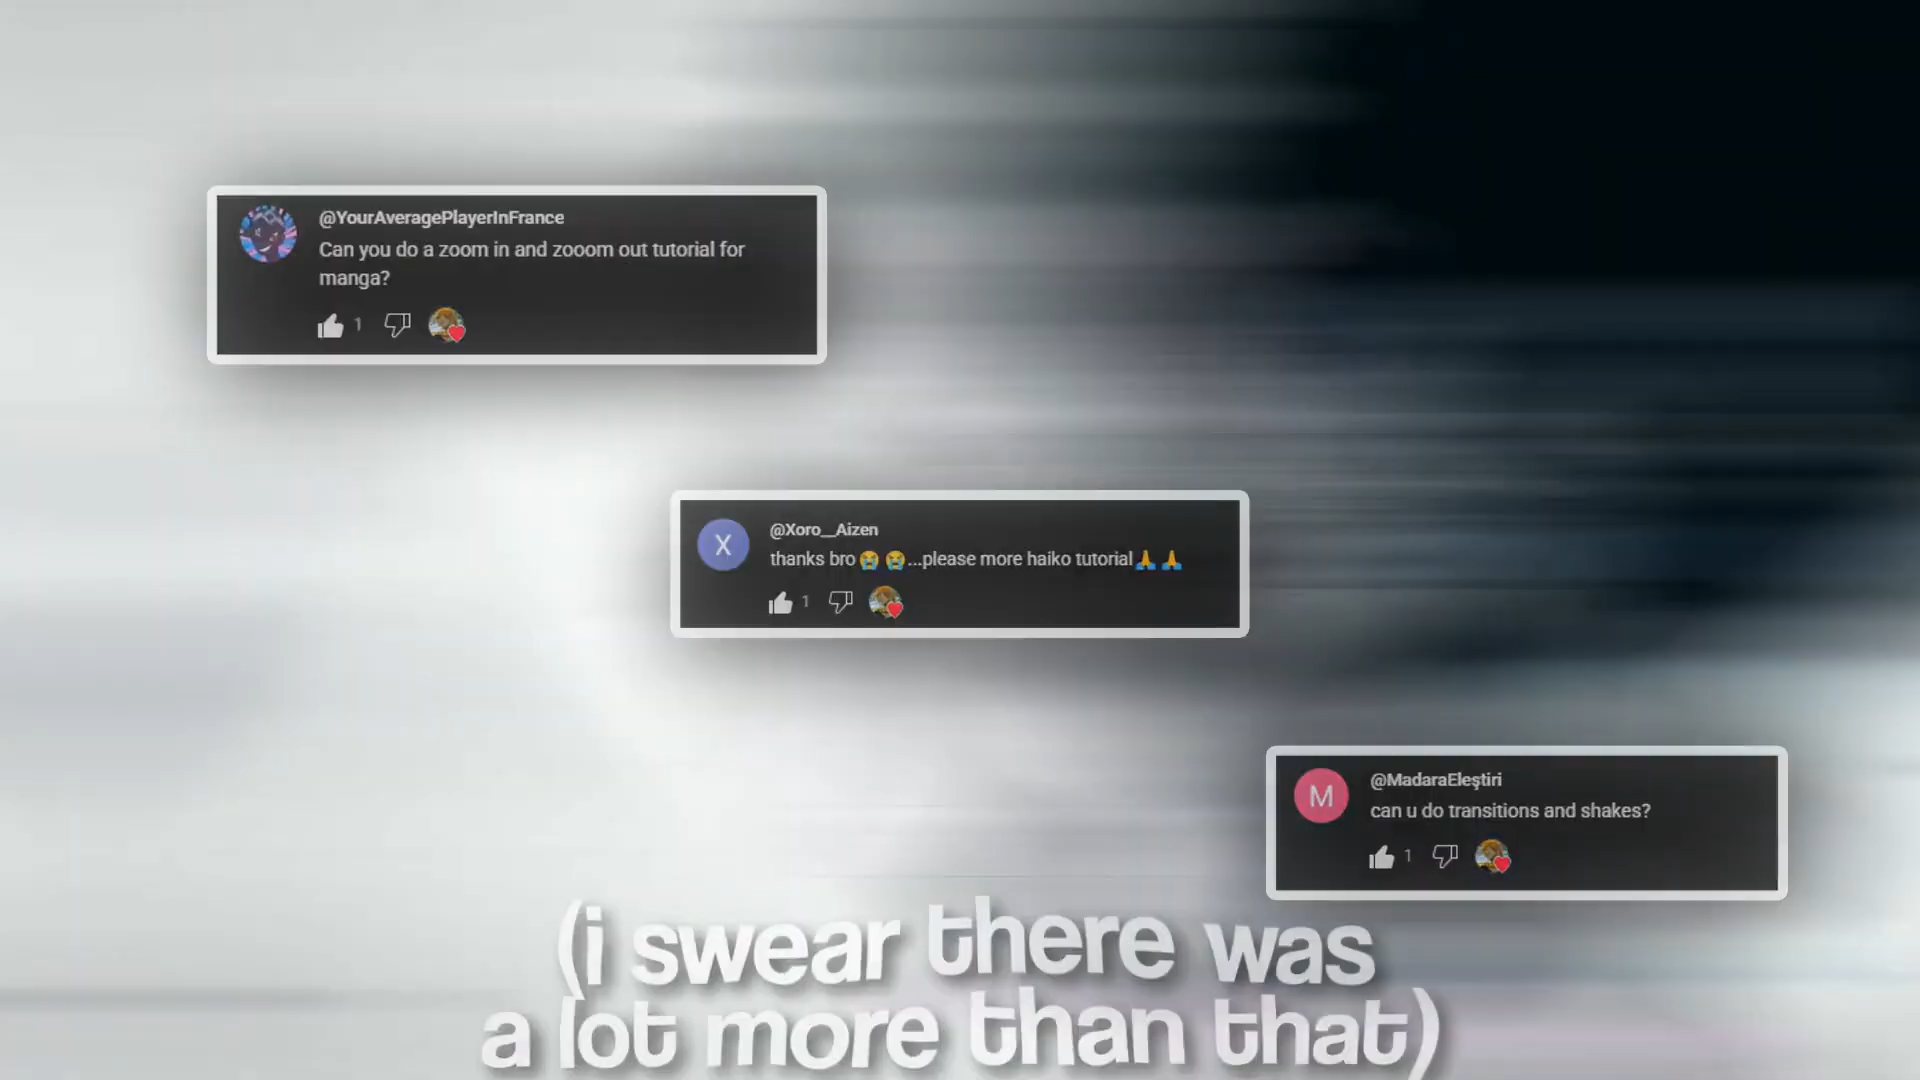 @YourAveragePlayerInFrance
Can you do a zoom in and zooom out tutorial for
manga?
1
X
@Xoro__Aizen
thanks bro😭😭...please more haiko tutorial🙏🙏
1
M
@MadaraEleştiri
can u do transitions and shakes?
1
(i swear there was
a lot more than that)